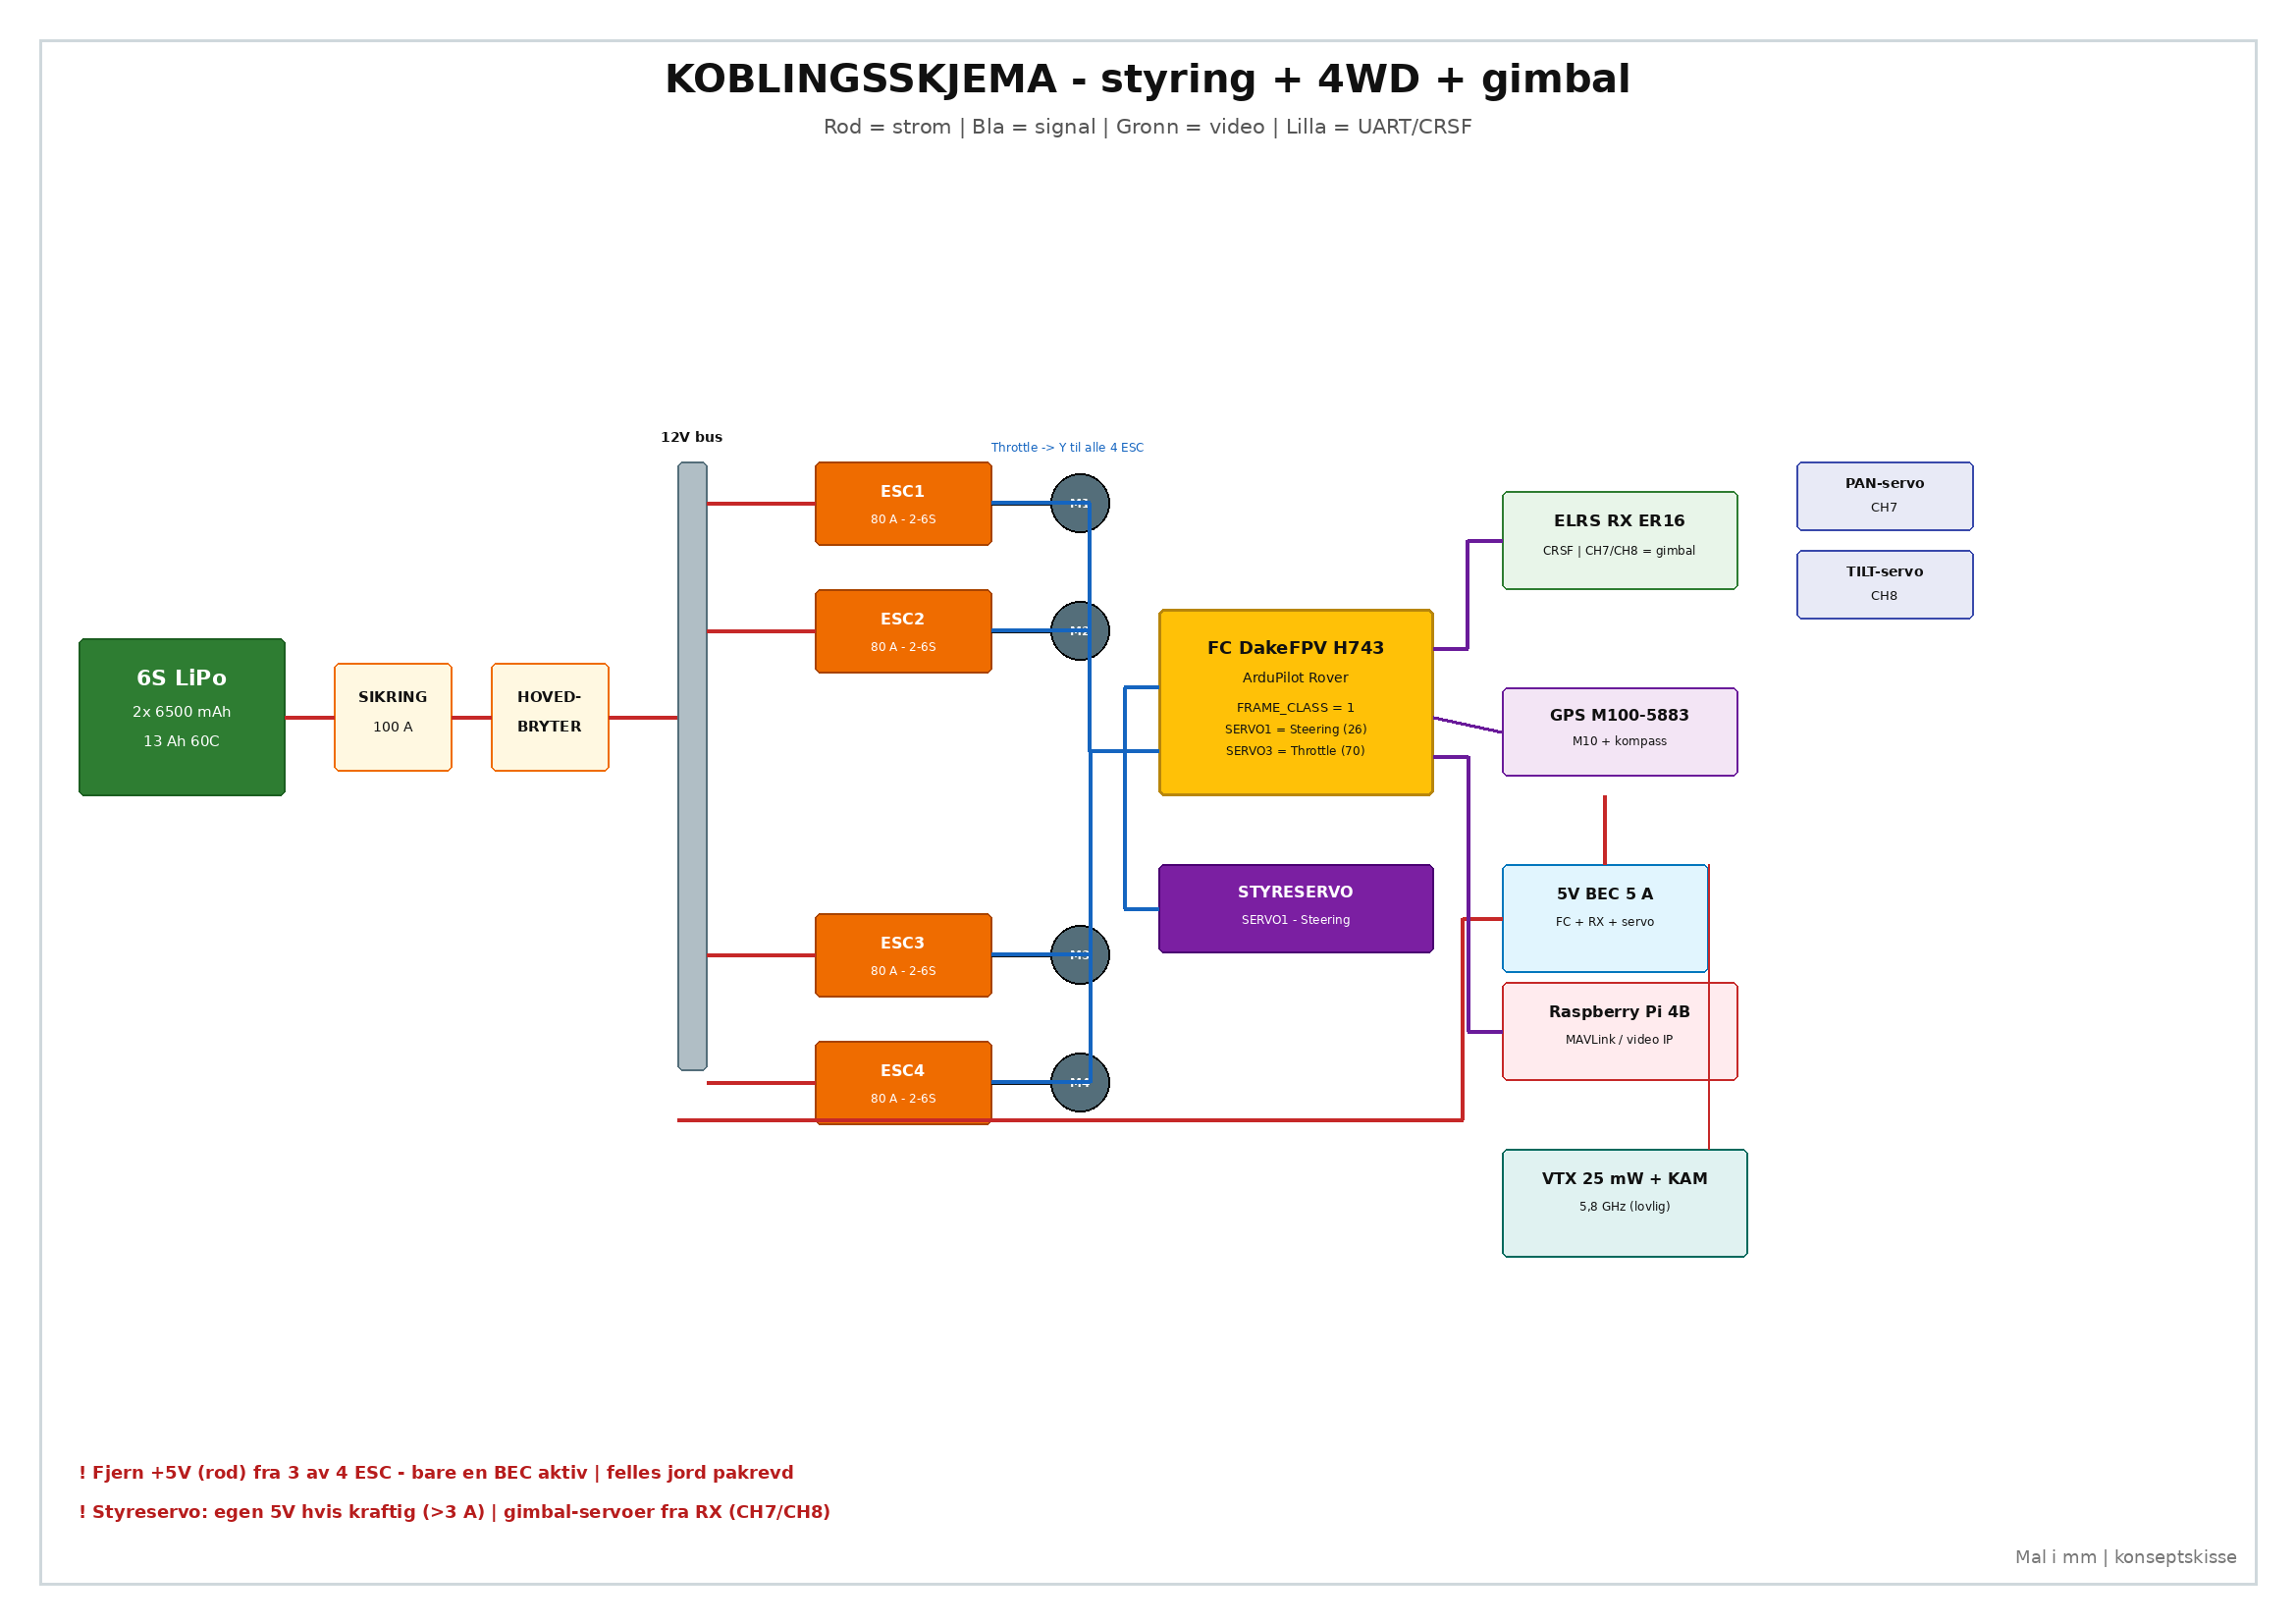 KOBLINGSSKJEMA - styring + 4WD + gimbal
Rod = strom | Bla = signal | Gronn = video | Lilla = UART/CRSF
12V bus
Throttle -> Y til alle 4 ESC
6S LiPo
2x 6500 mAh
13 Ah 60C
SIKRING
100 A
HOVED-
BRYTER
ESC1
80 A - 2-6S
M1
ESC2
80 A - 2-6S
M2
ESC3
80 A - 2-6S
M3
ESC4
80 A - 2-6S
M4
FC DakeFPV H743
ArduPilot Rover
FRAME_CLASS = 1
SERVO1 = Steering (26)
SERVO3 = Throttle (70)
STYRESERVO
SERVO1 - Steering
ELRS RX ER16
CRSF | CH7/CH8 = gimbal
PAN-servo
CH7
TILT-servo
CH8
GPS M100-5883
M10 + kompass
5V BEC 5 A
FC + RX + servo
Raspberry Pi 4B
MAVLink / video IP
VTX 25 mW + KAM
5,8 GHz (lovlig)
! Fjern +5V (rod) fra 3 av 4 ESC - bare en BEC aktiv | felles jord pakrevd
! Styreservo: egen 5V hvis kraftig (>3 A) | gimbal-servoer fra RX (CH7/CH8)
Mal i mm | konseptskisse